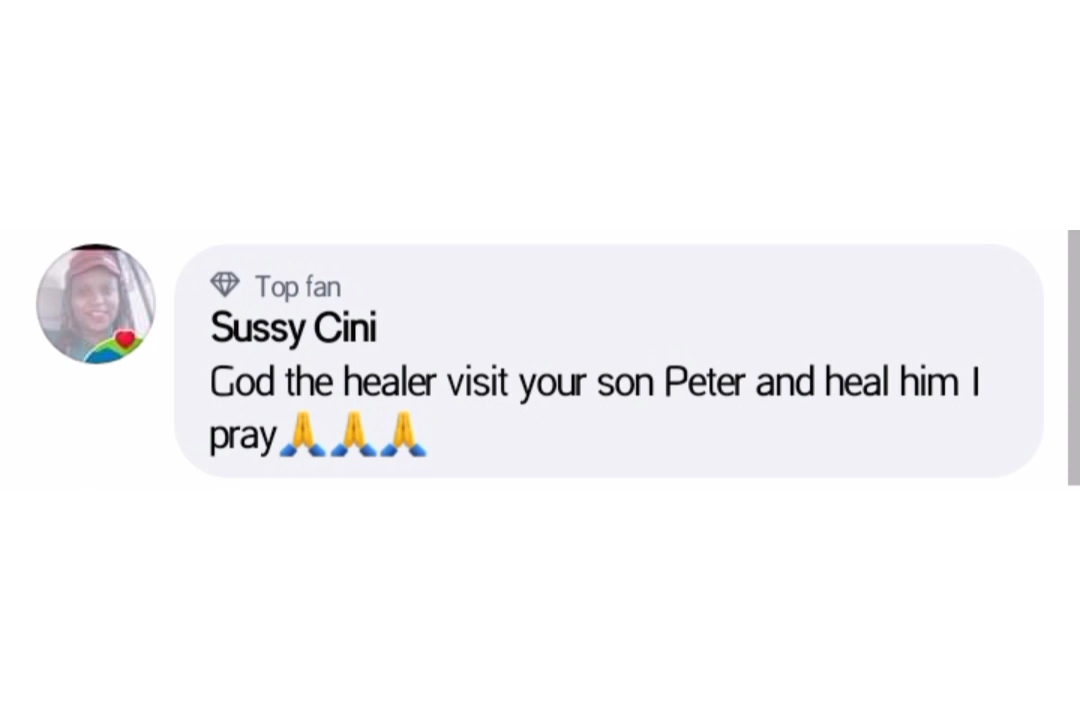 Top fan
Sussy Cini
God the healer visit your son Peter and heal him I
pray🙏🙏🙏